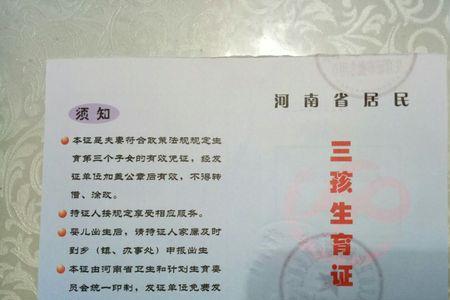 须知
本证是夫妻符合政策法规规定生
育第三个子女的有效凭证，经发
证单位加盖公章后有效，不得转
借、涂改。
持证人按规定享受相应服务。
婴儿出生后，请持证人家属及时
到乡（镇、办事处）申报出生
本证由河南省卫生和计划生育委
员会统一印制，发证单位免费发
河南省居民
三孩生育证